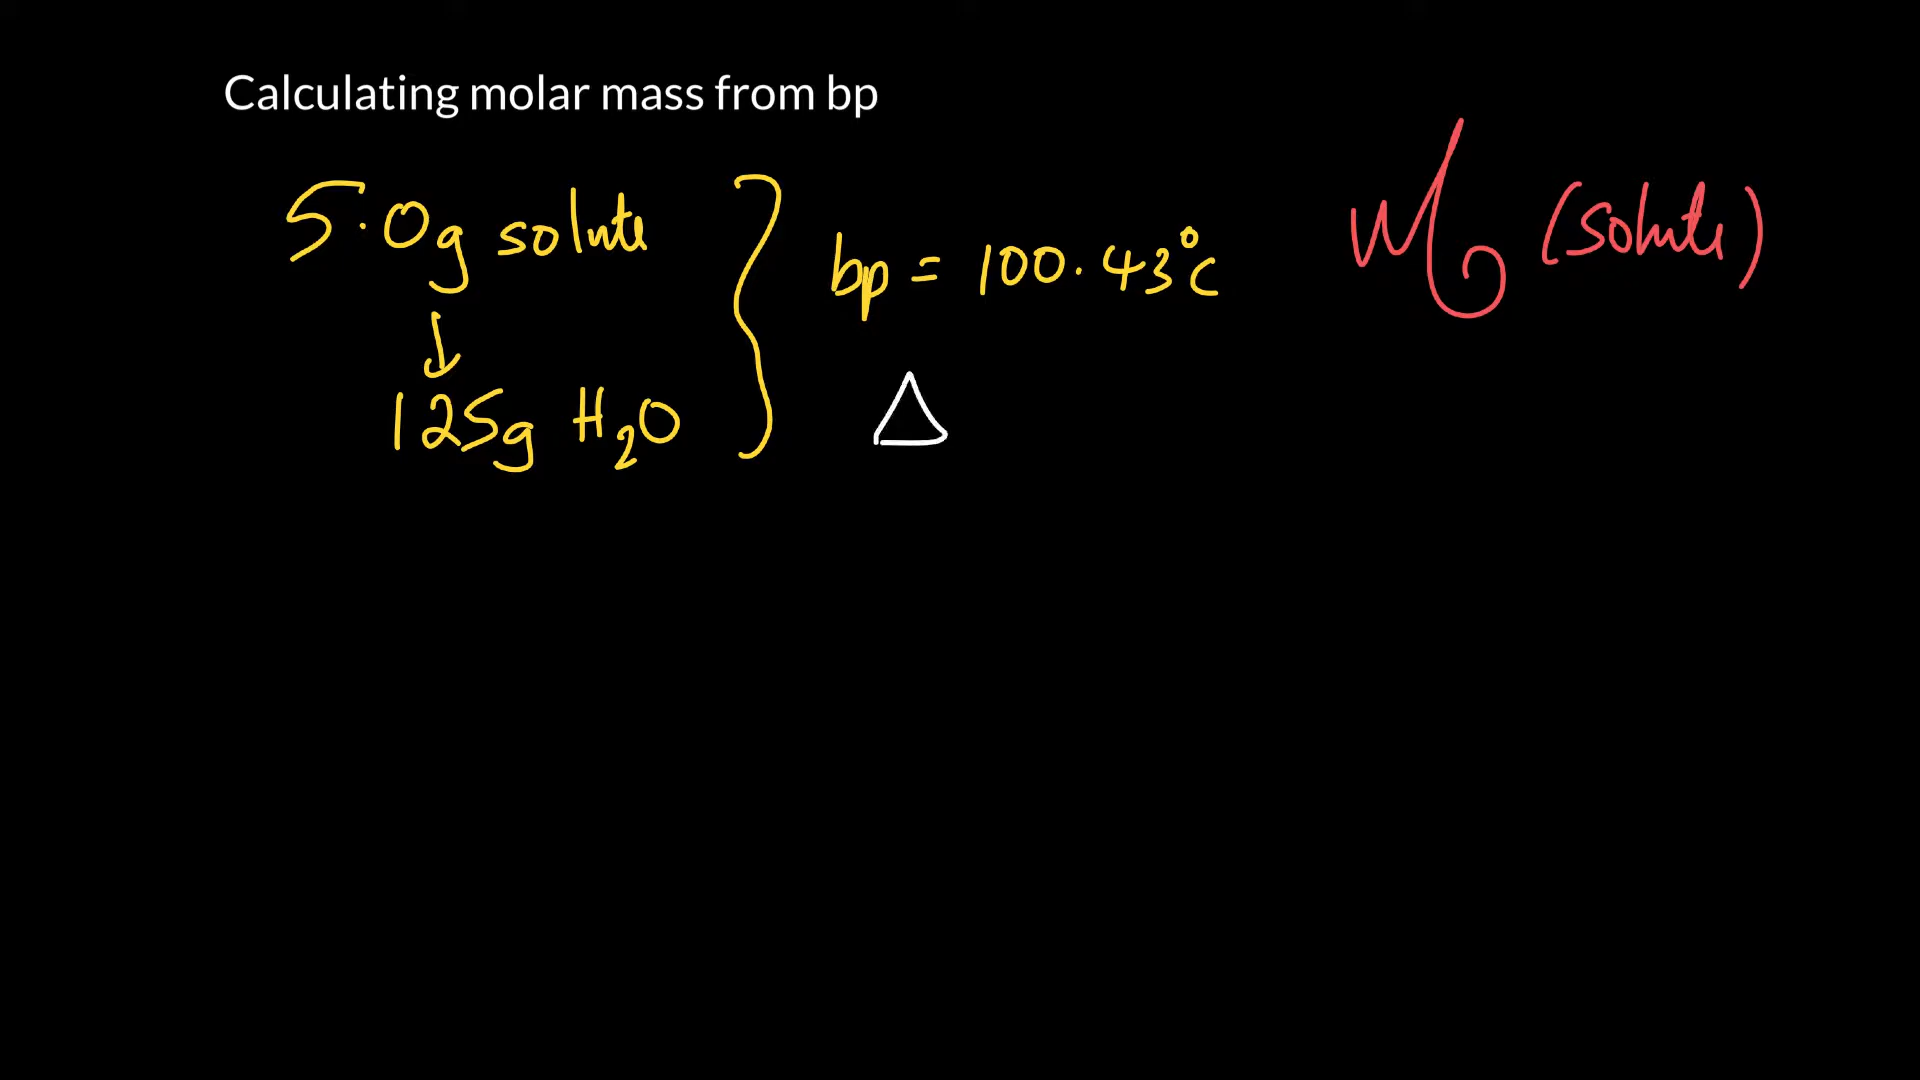 Calculating molar mass from bp
5.0g solute
↓
125g H₂O
bp = 100.43°C
Δ
M (solute)